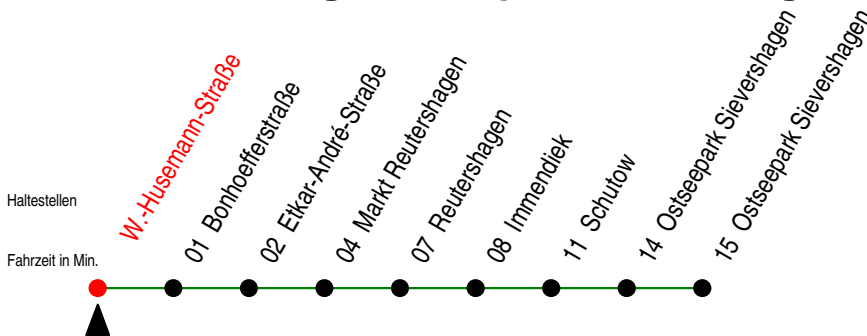 W.-Husemann-Straße
01 Bonhoefferstraße
02 Etkar-André-Straße
04 Markt Reutershagen
07 Reutershagen
08 Immendiek
11 Schutow
14 Ostseepark Sievershagen
15 Ostseepark Sievershagen
Haltestellen
Fahrzeit in Min.